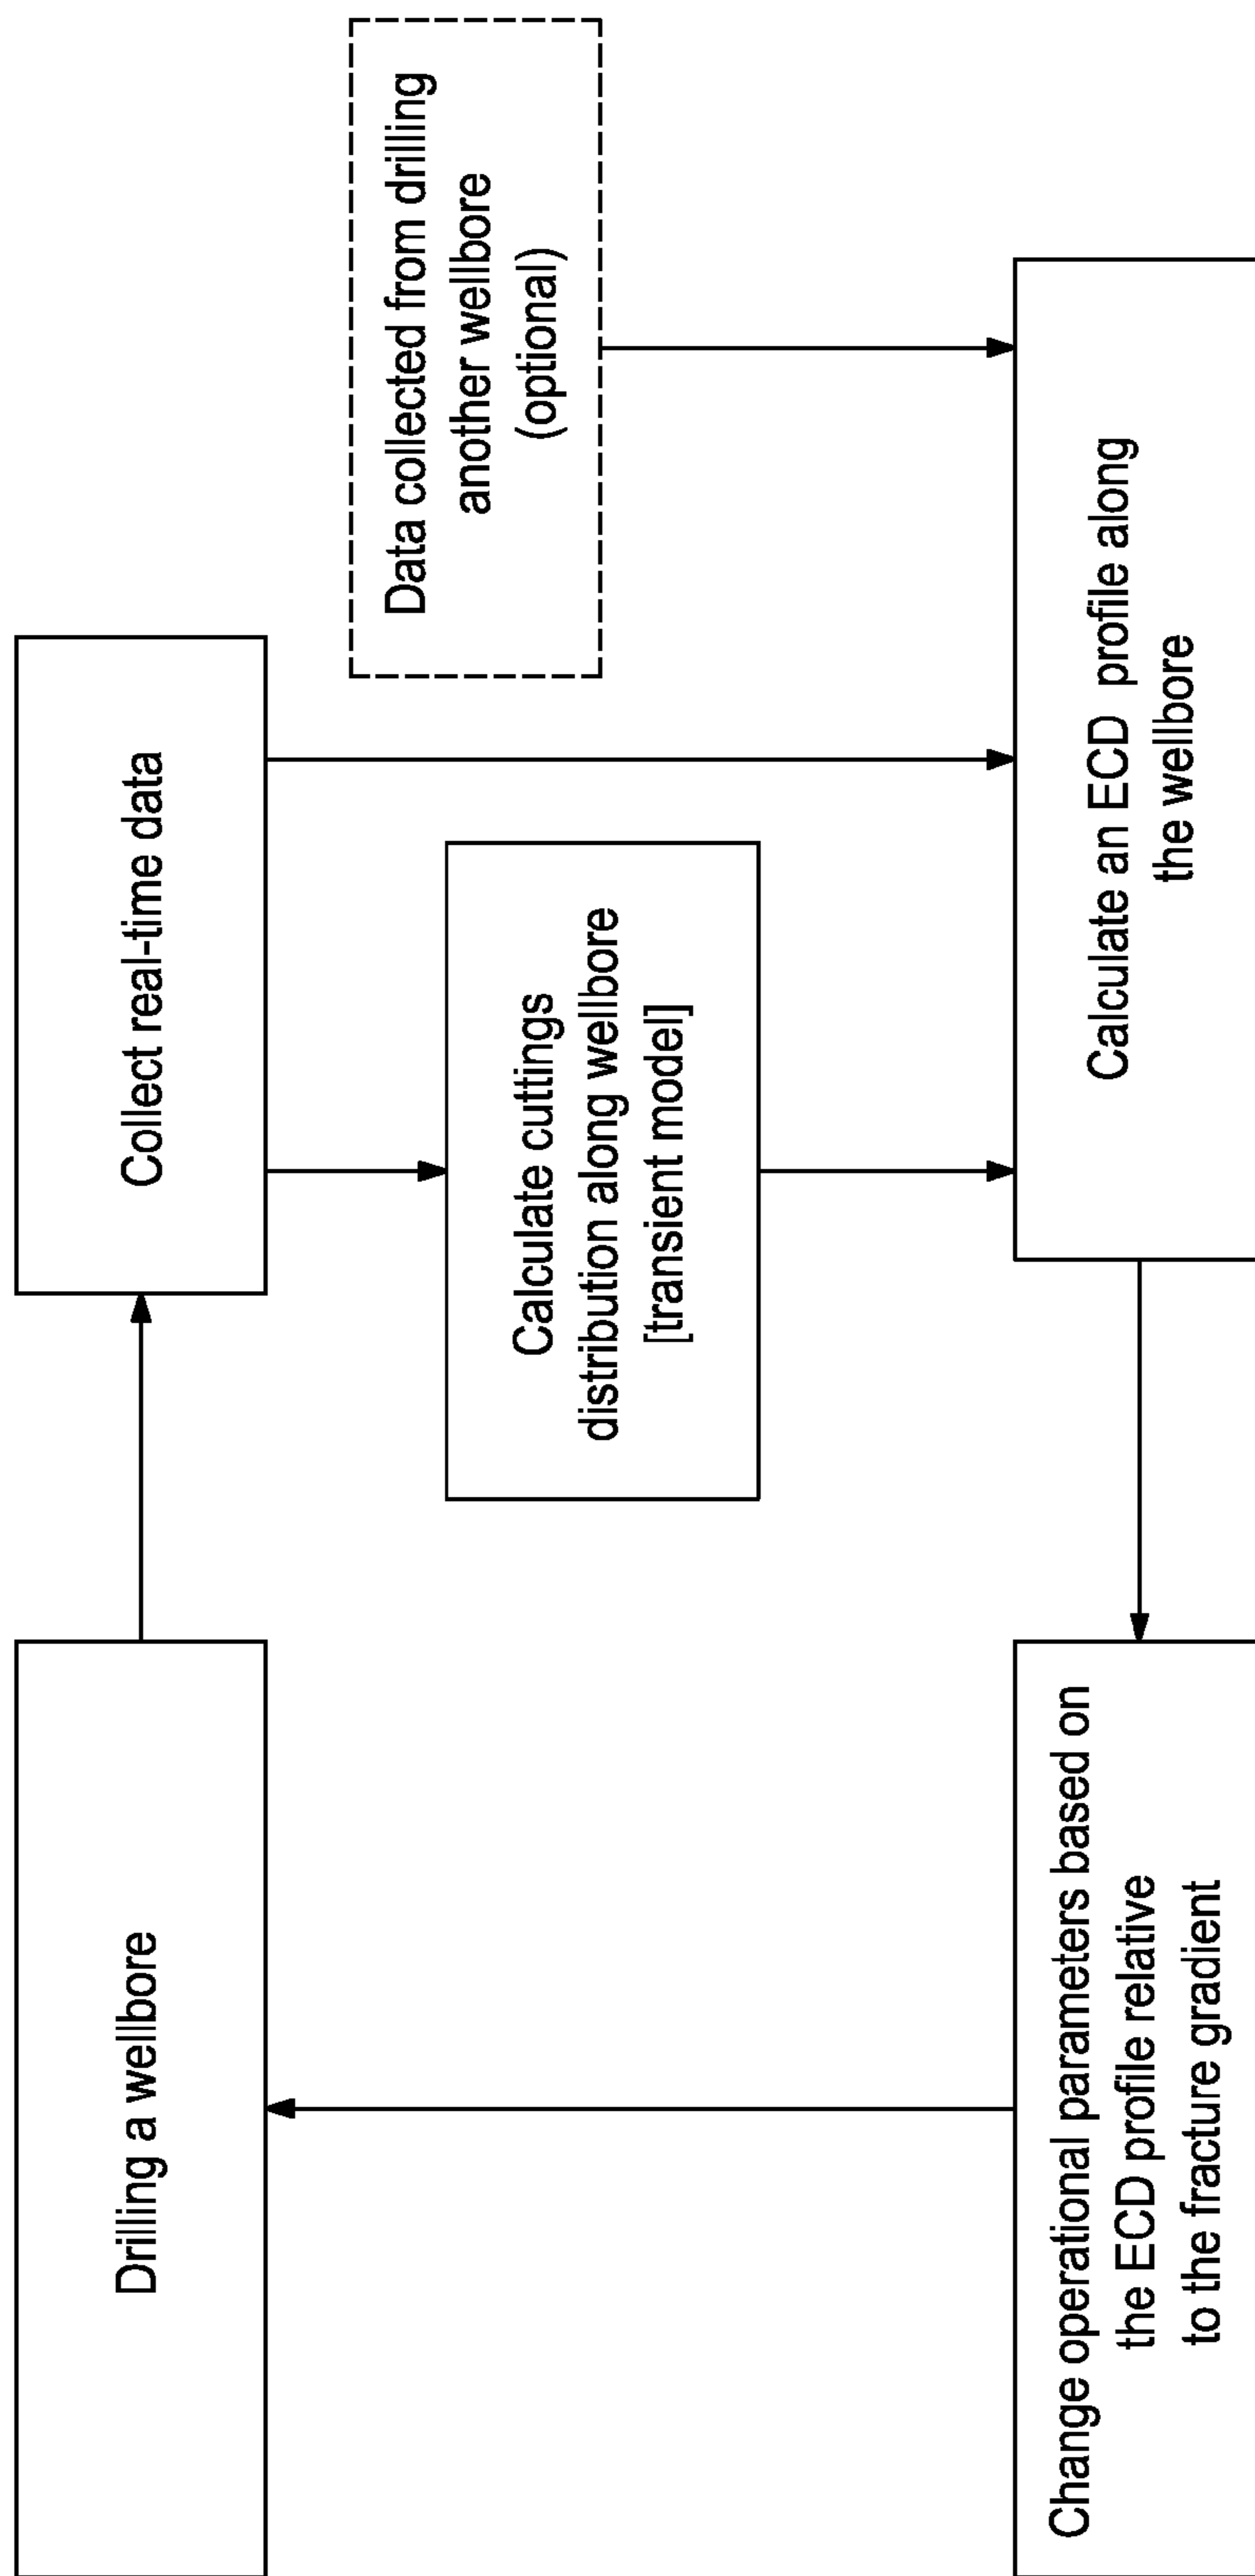 Drilling a wellbore
Collect real-time data
Data collected from drilling
another wellbore
(optional)
Calculate cuttings
distribution along wellbore
[transient model]
Change operational parameters based on
the ECD profile relative
to the fracture gradient
Calculate an ECD profile along
the wellbore